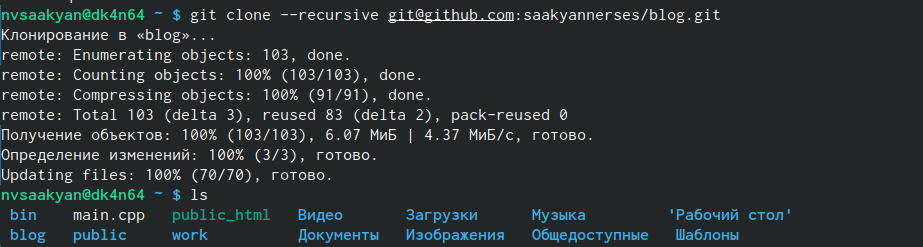 nvsaakyan@dk4n64 ~ $ git clone --recursive git@github.com:saakyannerses/blog.git
Клонирование в «blog»...
remote: Enumerating objects: 103, done.
remote: Counting objects: 100% (103/103), done.
remote: Compressing objects: 100% (91/91), done.
remote: Total 103 (delta 3), reused 83 (delta 2), pack-reused 0
Получение объектов: 100% (103/103), 6.07 МиБ | 4.37 МиБ/с, готово.
Определение изменений: 100% (3/3), готово.
Updating files: 100% (70/70), готово.
nvsaakyan@dk4n64 ~ $ ls
bin main.cpp public_html Видео Загрузки Музыка 'Рабочий стол'
blog public work Документы Изображения Общедоступные Шаблоны